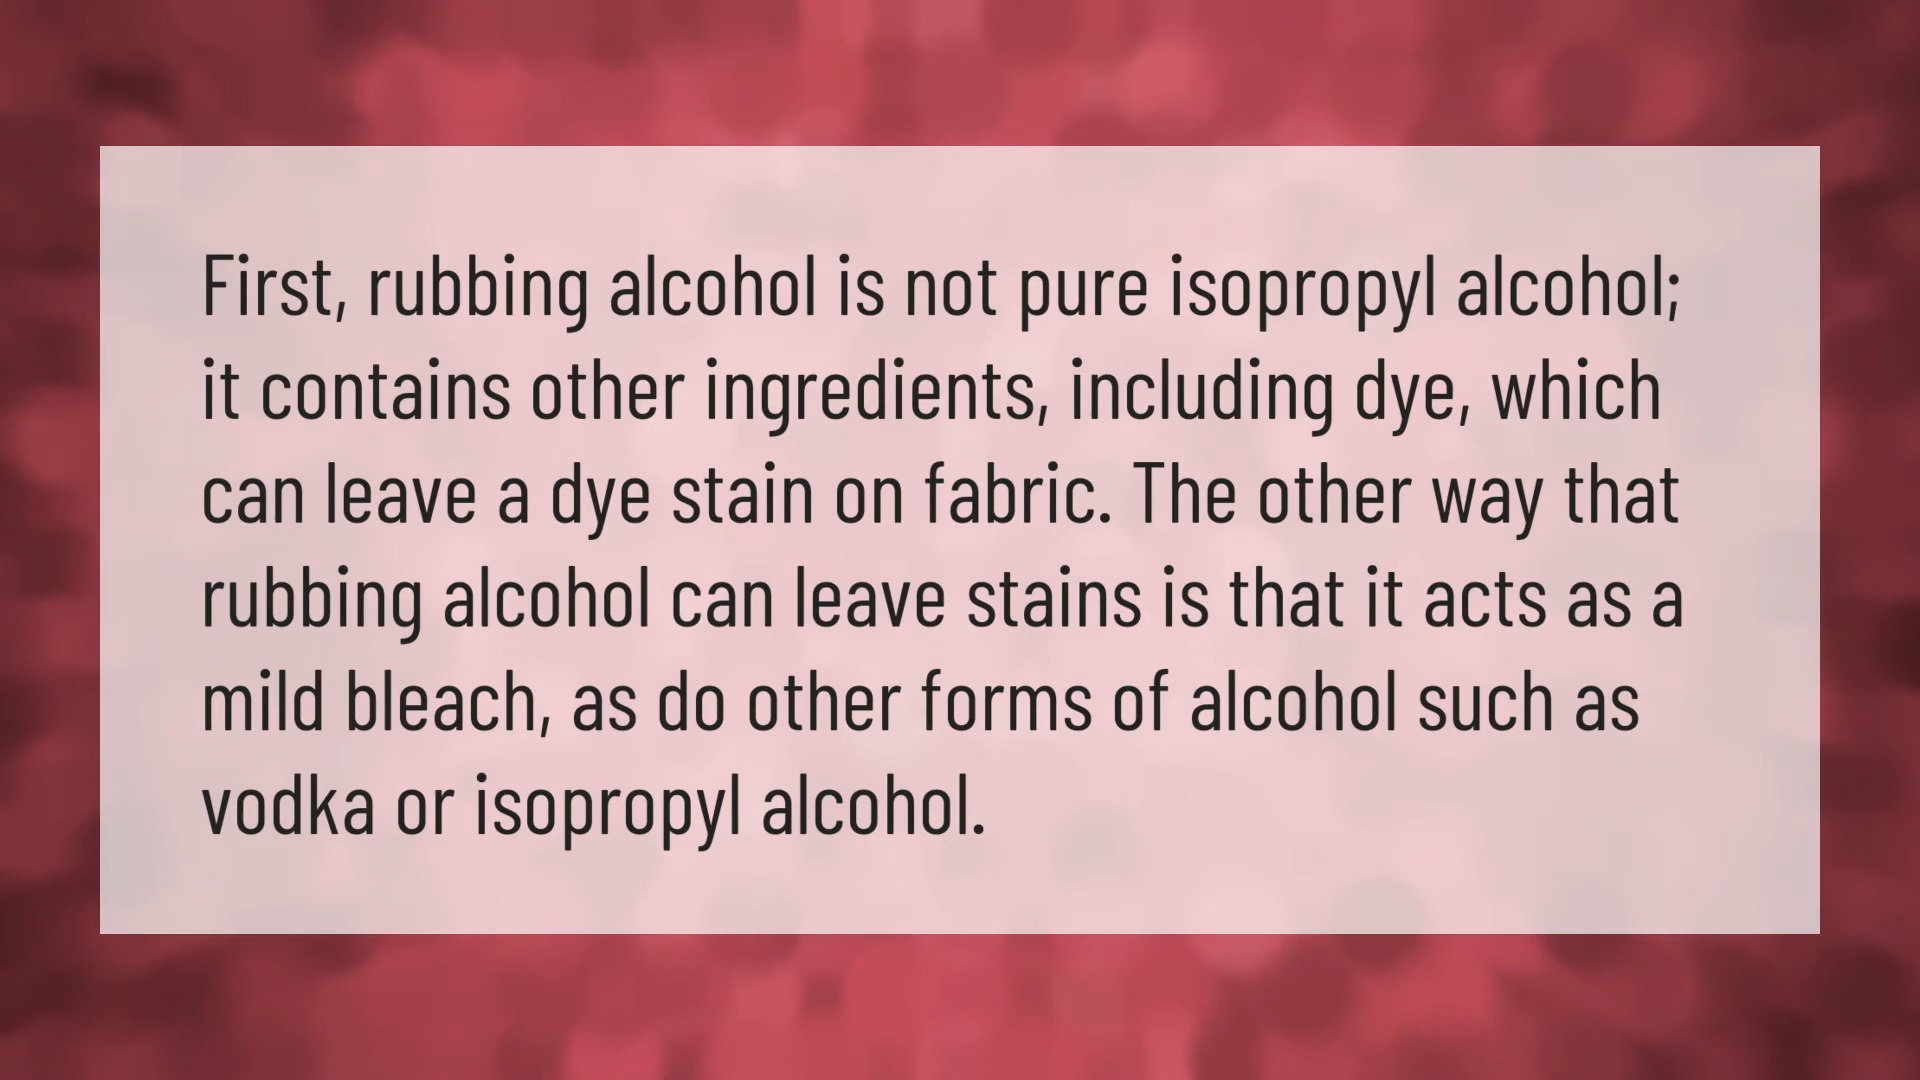 First, rubbing alcohol is not pure isopropyl alcohol;
it contains other ingredients, including dye, which
can leave a dye stain on fabric. The other way that
rubbing alcohol can leave stains is that it acts as a
mild bleach, as do other forms of alcohol such as
vodka or isopropyl alcohol.